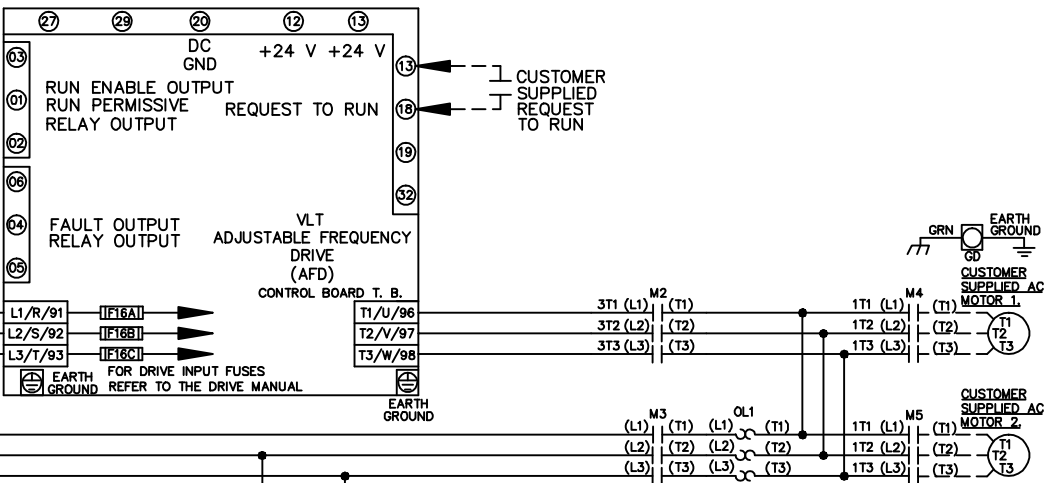 27 29 20 12 13
DC
GND
+24 V +24 V
03
01
02
RUN ENABLE OUTPUT
RUN PERMISSIVE
RELAY OUTPUT
REQUEST TO RUN
13
18
19
32
CUSTOMER
SUPPLIED
REQUEST
TO RUN
06
04
05
FAULT OUTPUT
RELAY OUTPUT
VLT
ADJUSTABLE FREQUENCY
DRIVE
(AFD)
CONTROL BOARD T. B.
L1/R/91 F16A T1/U/96
L2/S/92 F16B T2/V/97
L3/T/93 F16C T3/W/98
EARTH
GROUND
FOR DRIVE INPUT FUSES
REFER TO THE DRIVE MANUAL
EARTH
GROUND
GRN
GD
EARTH
GROUND
CUSTOMER
SUPPLIED AC
MOTOR 1.
M2 M4
3T1 (L1) (T1) 1T1 (L1) (T1) T1
3T2 (L2) (T2) 1T2 (L2) (T2) T2
3T3 (L3) (T3) 1T3 (L3) (T3) T3
CUSTOMER
SUPPLIED AC
MOTOR 2.
M3 OL1 M5
(L1) (T1) (L1) (T1) 1T1 (L1) (T1) T1
(L2) (T2) (L2) (T2) 1T2 (L2) (T2) T2
(L3) (T3) (L3) (T3) 1T3 (L3) (T3) T3